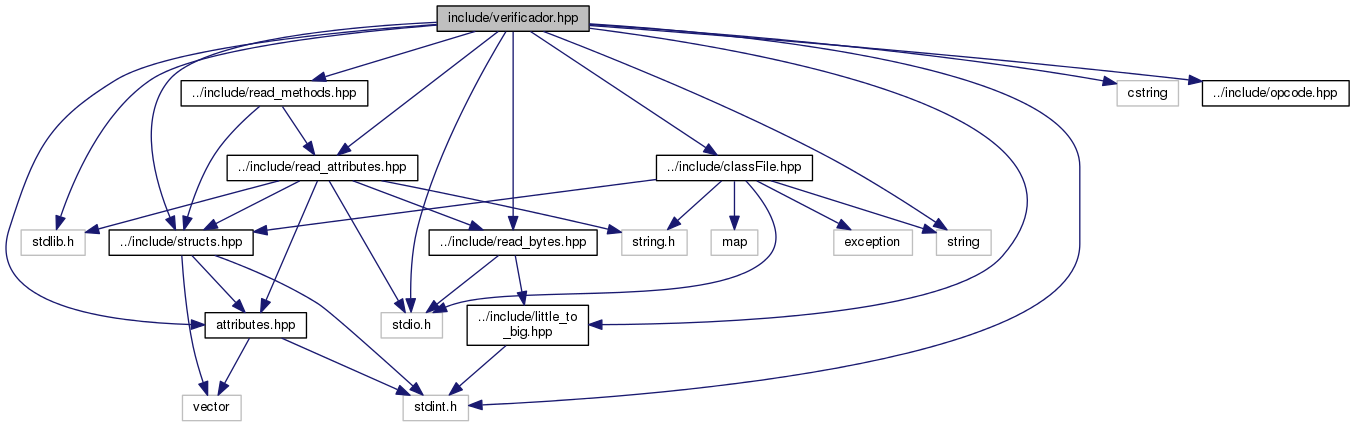 include/verificador.hpp
../include/read_methods.hpp
cstring
../include/opcode.hpp
../include/read_attributes.hpp
../include/classFile.hpp
stdlib.h
../include/structs.hpp
../include/read_bytes.hpp
string.h
map
exception
string
attributes.hpp
stdio.h
../include/little_to
_big.hpp
vector
stdint.h